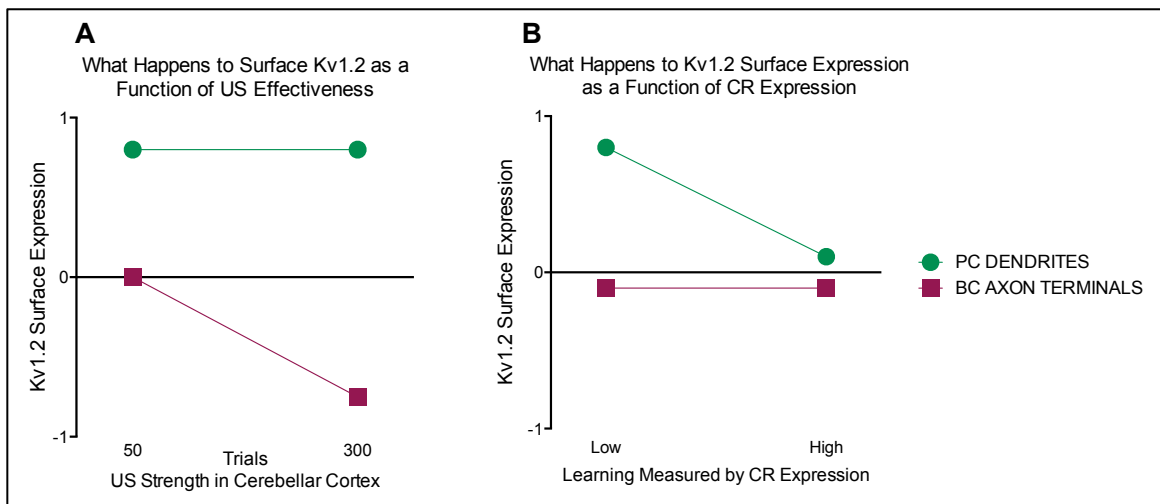 A
What Happens to Surface Kv1.2 as a
Function of US Effectiveness
1
0
-1
Kv1.2 Surface Expression
50
300
Trials
US Strength in Cerebellar Cortex
B
What Happens to Kv1.2 Surface Expression
as a Function of CR Expression
1
0
-1
Kv1.2 Surface Expression
Low
High
Learning Measured by CR Expression
PC DENDRITES
BC AXON TERMINALS